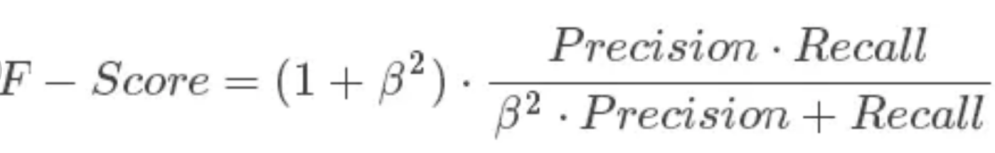 F − Score = (1 + β²) · Precision · Recall / β² · Precision + Recall